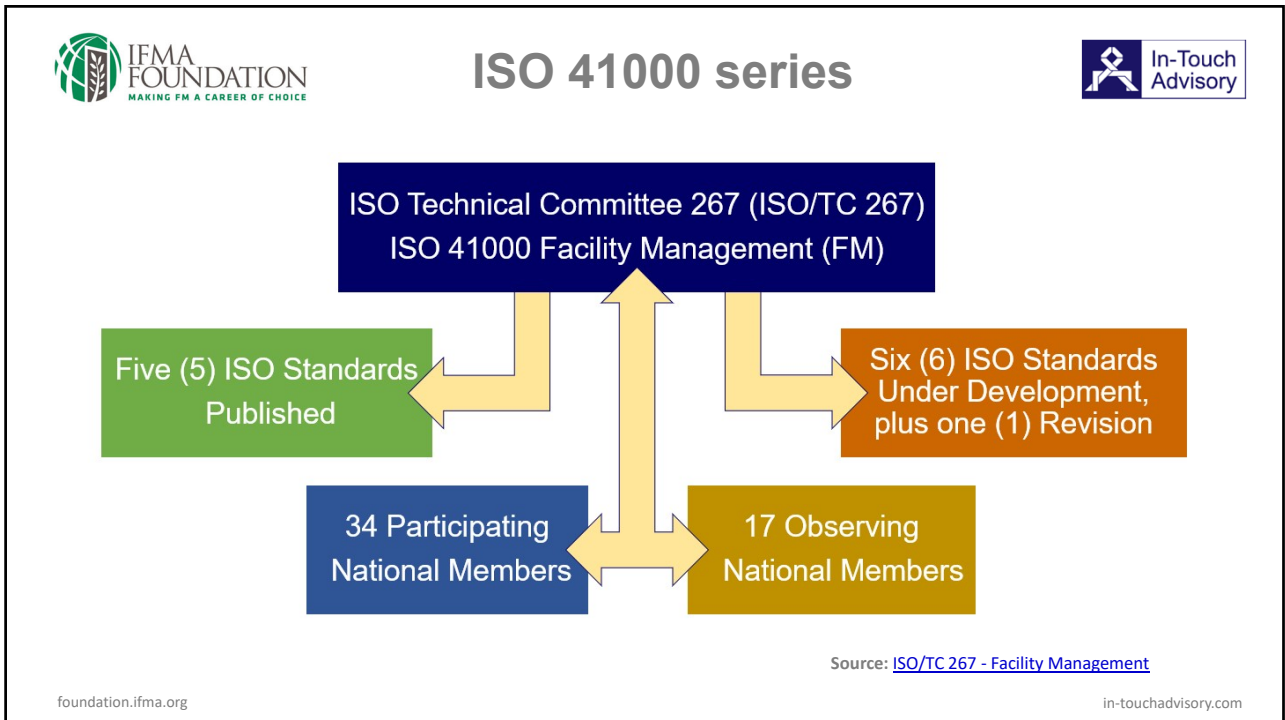 IFMA
FOUNDATION
MAKING FM A CAREER OF CHOICE
ISO 41000 series
In-Touch
Advisory
ISO Technical Committee 267 (ISO/TC 267)
ISO 41000 Facility Management (FM)
Five (5) ISO Standards
Published
Six (6) ISO Standards
Under Development,
plus one (1) Revision
34 Participating
National Members
17 Observing
National Members
Source: ISO/TC 267 - Facility Management
foundation.ifma.org
in-touchadvisory.com